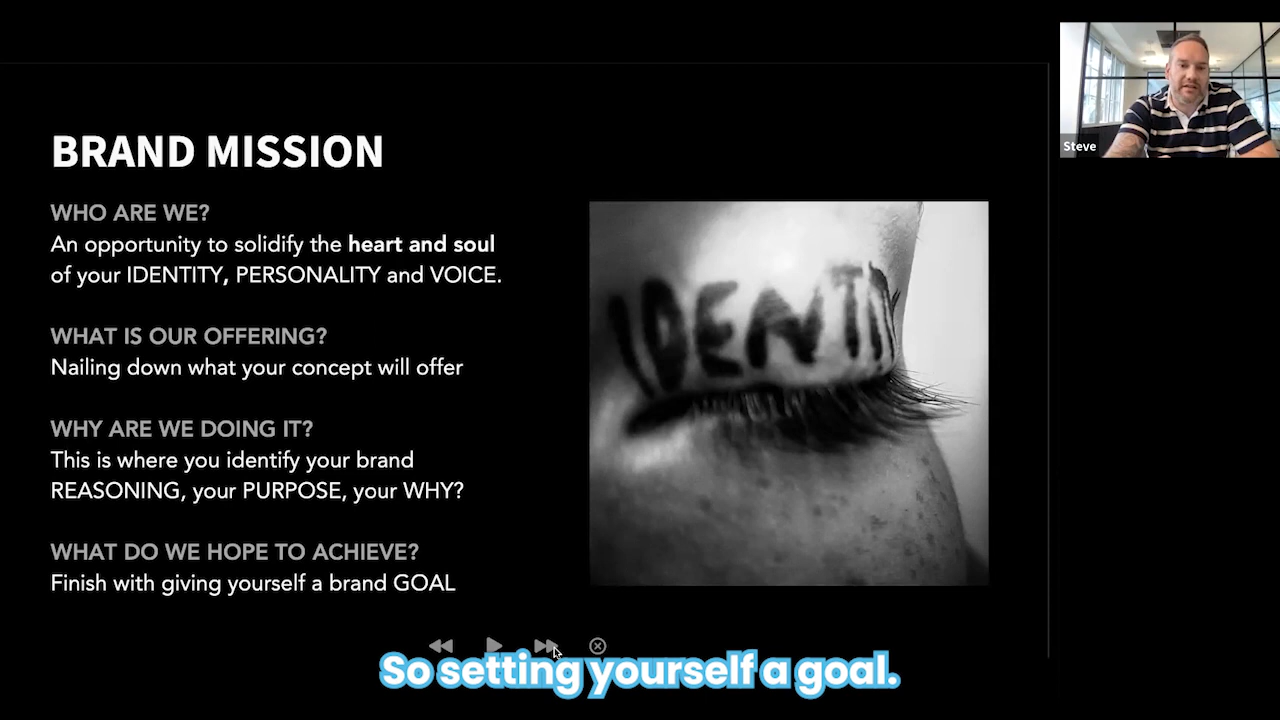 BRAND MISSION
WHO ARE WE?
An opportunity to solidify the heart and soul
of your IDENTITY, PERSONALITY and VOICE.
WHAT IS OUR OFFERING?
Nailing down what your concept will offer
WHY ARE WE DOING IT?
This is where you identify your brand
REASONING, your PURPOSE, your WHY?
WHAT DO WE HOPE TO ACHIEVE?
Finish with giving yourself a brand GOAL
IDENTI
Steve
So setting yourself a goal.